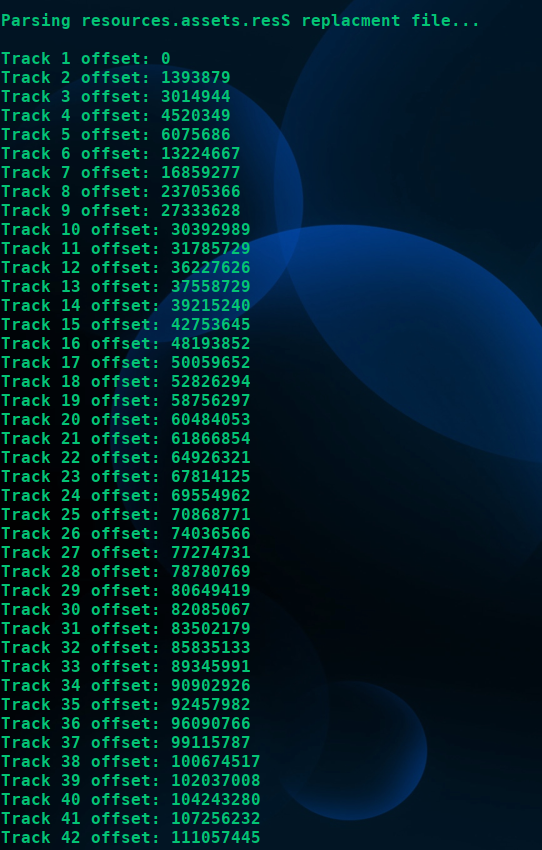 Parsing resources.assets.resS replacment file...
Track 1 offset: 0
Track 2 offset: 1393879
Track 3 offset: 3014944
Track 4 offset: 4520349
Track 5 offset: 6075686
Track 6 offset: 13224667
Track 7 offset: 16859277
Track 8 offset: 23705366
Track 9 offset: 27333628
Track 10 offset: 30392989
Track 11 offset: 31785729
Track 12 offset: 36227626
Track 13 offset: 37558729
Track 14 offset: 39215240
Track 15 offset: 42753645
Track 16 offset: 48193852
Track 17 offset: 50059652
Track 18 offset: 52826294
Track 19 offset: 58756297
Track 20 offset: 60484053
Track 21 offset: 61866854
Track 22 offset: 64926321
Track 23 offset: 67814125
Track 24 offset: 69554962
Track 25 offset: 70868771
Track 26 offset: 74036566
Track 27 offset: 77274731
Track 28 offset: 78780769
Track 29 offset: 80649419
Track 30 offset: 82085067
Track 31 offset: 83502179
Track 32 offset: 85835133
Track 33 offset: 89345991
Track 34 offset: 90902926
Track 35 offset: 92457982
Track 36 offset: 96090766
Track 37 offset: 99115787
Track 38 offset: 100674517
Track 39 offset: 102037008
Track 40 offset: 104243280
Track 41 offset: 107256232
Track 42 offset: 111057445